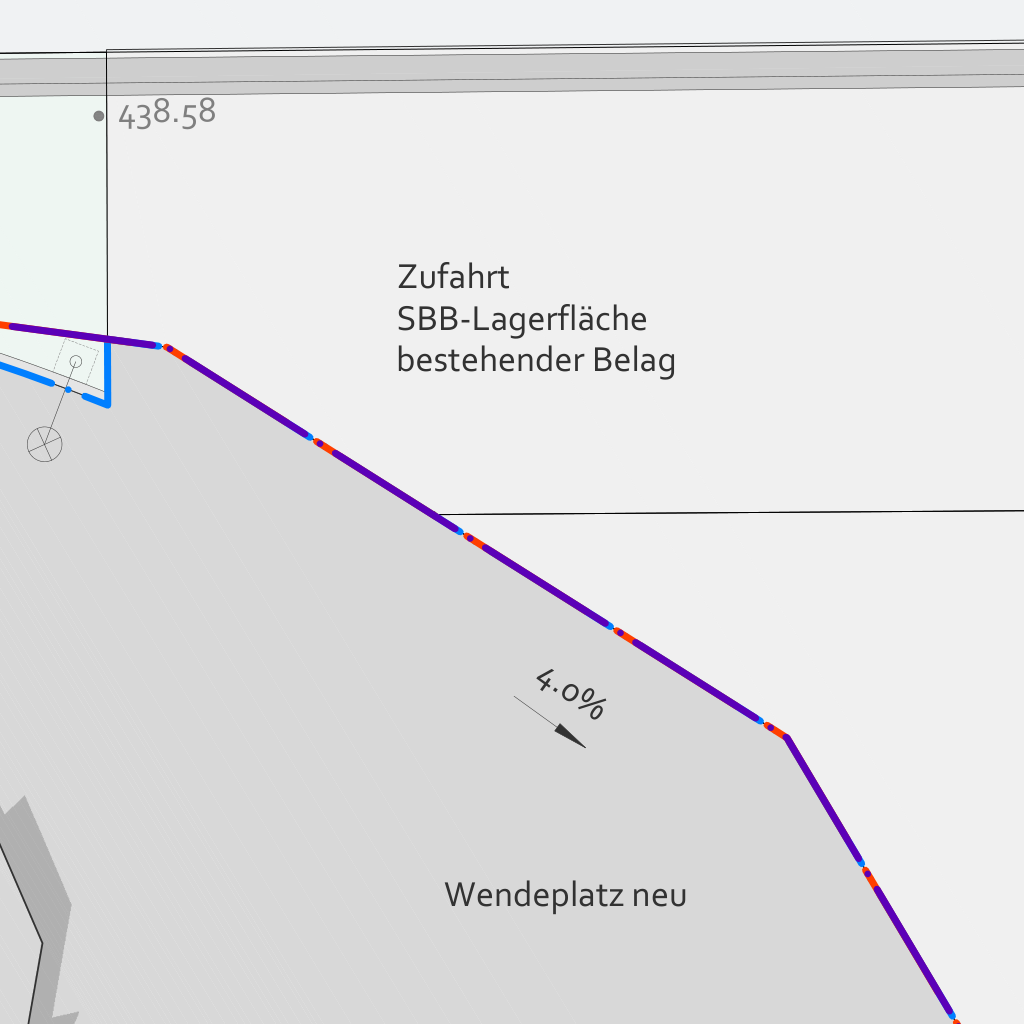 438.58
Zufahrt
SBB-Lagerfläche
bestehender Belag
4.0%
Wendeplatz neu